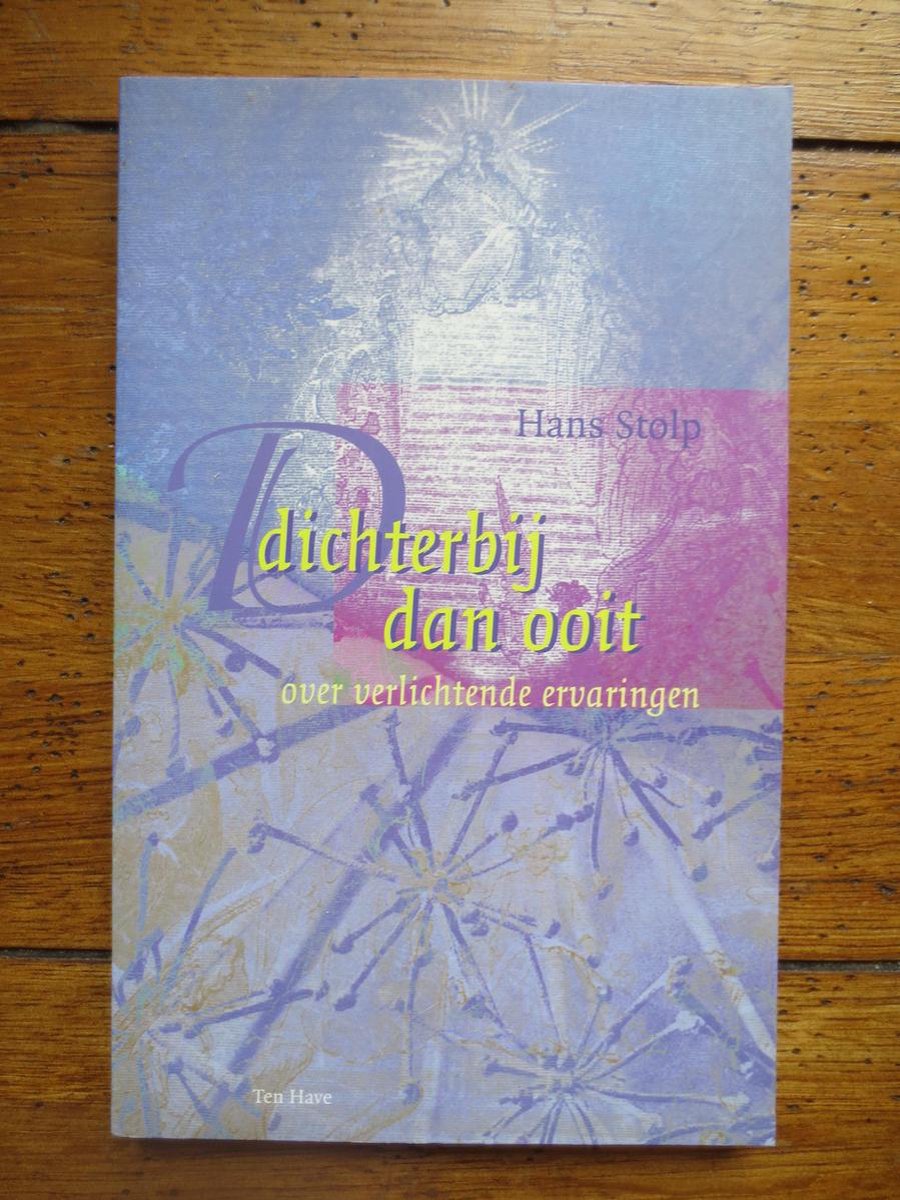 Hans Stolp
D
dichterbij
dan ooit
over verlichtende ervaringen
Ten Have